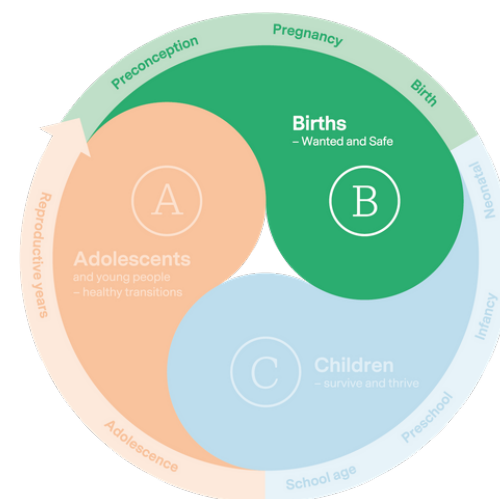 Preconception
Pregnancy
Birth
Births
– Wanted and Safe
B
Neonatal
Infancy
Preschool
School age
C
Children
– survive and thrive
Adolescence
Reproductive years
A
Adolescents
and young people
– healthy transitions